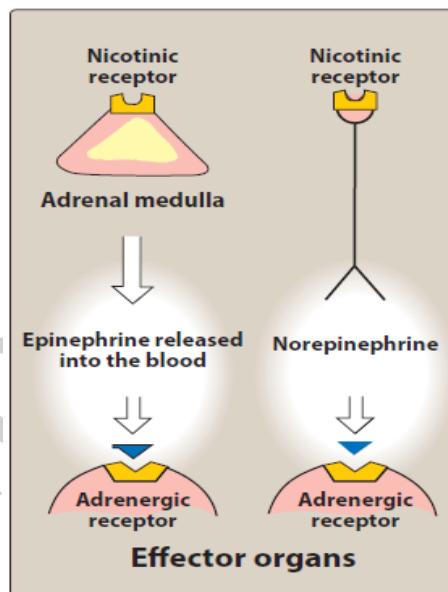 Nicotinic
receptor
Adrenal medulla
Epinephrine released
into the blood
Adrenergic
receptor
Nicotinic
receptor
Norepinephrine
Adrenergic
receptor
Effector organs